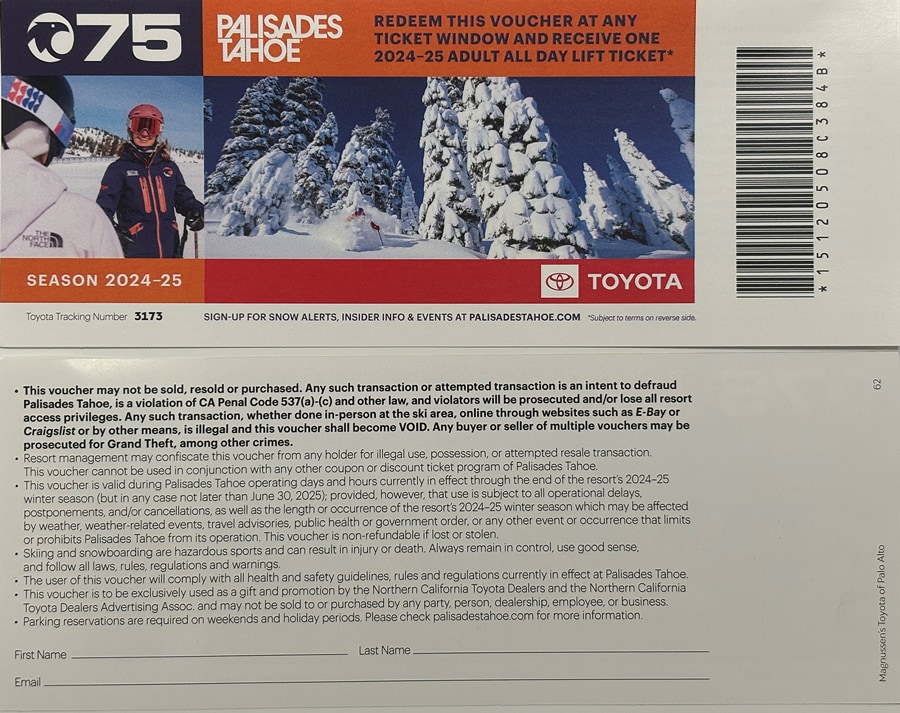 75
PALISADES
TAHOE
REDEEM THIS VOUCHER AT ANY
TICKET WINDOW AND RECEIVE ONE
2024-25 ADULT ALL DAY LIFT TICKET*
THE
NORTH
FACE
SEASON 2024-25
TOYOTA
*15120508C384B*
Toyota Tracking Number 3173
SIGN-UP FOR SNOW ALERTS, INSIDER INFO & EVENTS AT PALISADESTAHOE.COM *Subject to terms on reverse side.
• This voucher may not be sold, resold or purchased. Any such transaction or attempted transaction is an intent to defraud
Palisades Tahoe, is a violation of CA Penal Code 537(a)-(c) and other law, and violators will be prosecuted and/or lose all resort
access privileges. Any such transaction, whether done in-person at the ski area, online through websites such as E-Bay or
Craigslist or by other means, is illegal and this voucher shall become VOID. Any buyer or seller of multiple vouchers may be
prosecuted for Grand Theft, among other crimes.
• Resort management may confiscate this voucher from any holder for illegal use, possession, or attempted resale transaction.
This voucher cannot be used in conjunction with any other coupon or discount ticket program of Palisades Tahoe.
• This voucher is valid during Palisades Tahoe operating days and hours currently in effect through the end of the resort's 2024-25
winter season (but in any case not later than June 30, 2025); provided, however, that use is subject to all operational delays,
postponements, and/or cancellations, as well as the length or occurrence of the resort's 2024-25 winter season which may be affected
by weather, weather-related events, travel advisories, public health or government order, or any other event or occurrence that limits
or prohibits Palisades Tahoe from its operation. This voucher is non-refundable if lost or stolen.
• Skiing and snowboarding are hazardous sports and can result in injury or death. Always remain in control, use good sense,
and follow all laws, rules, regulations and warnings.
• The user of this voucher will comply with all health and safety guidelines, rules and regulations currently in effect at Palisades Tahoe.
• This voucher is to be exclusively used as a gift and promotion by the Northern California Toyota Dealers and the Northern California
Toyota Dealers Advertising Assoc. and may not be sold to or purchased by any party, person, dealership, employee, or business.
• Parking reservations are required on weekends and holiday periods. Please check palisadestahoe.com for more information.
First Name
Last Name
Email
62
Magnussen's Toyota of Palo Alto